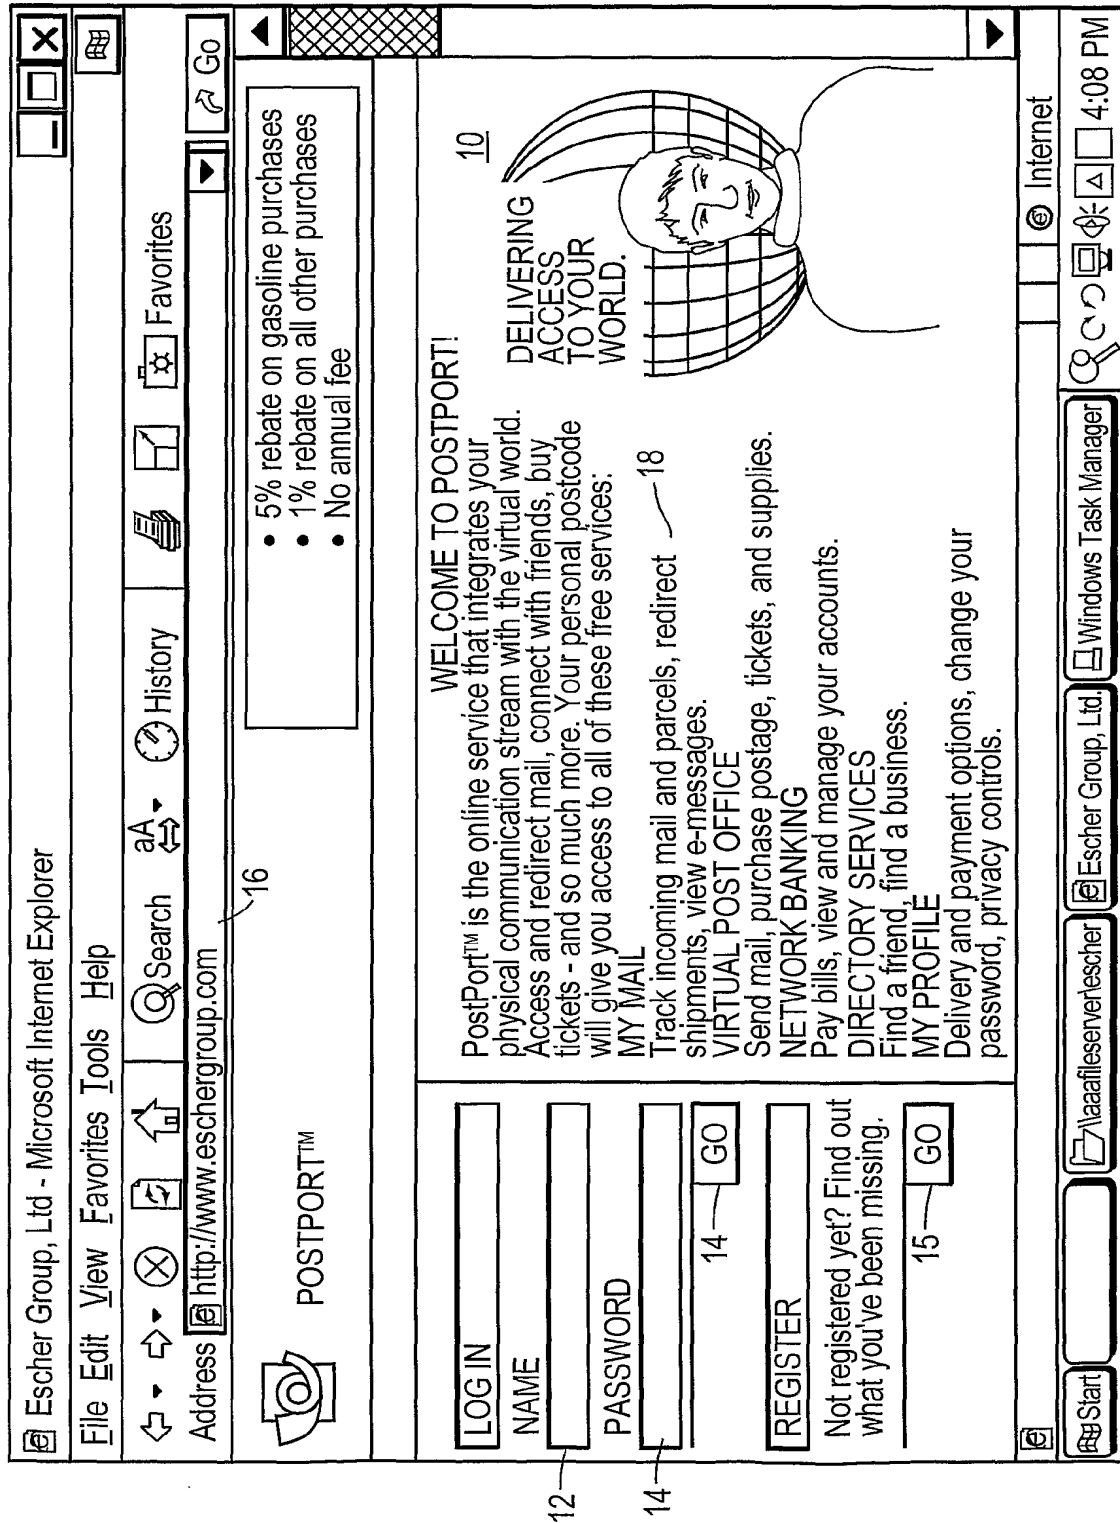 Escher Group, Ltd - Microsoft Internet Explorer
File Edit View Favorites Tools Help
Search aA History Favorites
Address http://www.eschergroup.com Go
16
POSTPORT™
• 5% rebate on gasoline purchases
• 1% rebate on all other purchases
• No annual fee
LOG IN
NAME
12
PASSWORD
14
14 GO
REGISTER
Not registered yet? Find out
what you've been missing.
15 GO
WELCOME TO POSTPORT!
PostPort™ is the online service that integrates your
physical communication stream with the virtual world.
Access and redirect mail, connect with friends, buy
tickets - and so much more. Your personal postcode
will give you access to all of these free services:
MY MAIL
Track incoming mail and parcels, redirect 18
shipments, view e-messages.
VIRTUAL POST OFFICE
Send mail, purchase postage, tickets, and supplies.
NETWORK BANKING
Pay bills, view and manage your accounts.
DIRECTORY SERVICES
Find a friend, find a business.
MY PROFILE
Delivery and payment options, change your
password, privacy controls.
10
DELIVERING
ACCESS
TO YOUR
WORLD.
Internet
Start \\aaafileserver\escher Escher Group, Ltd. Windows Task Manager 4:08 PM